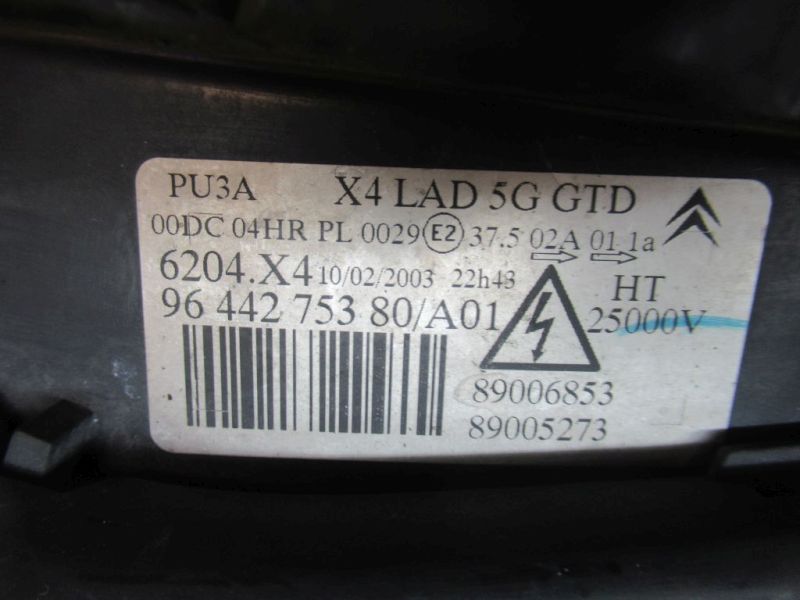 PU3A X4 LAD 5G GTD
00DC 04HR PL 0029 E2 37.5 02A 01 1a
6204.X4 10/02/2003 22h43
HT
96 442 753 80/A01 25000V
89006853
89005273